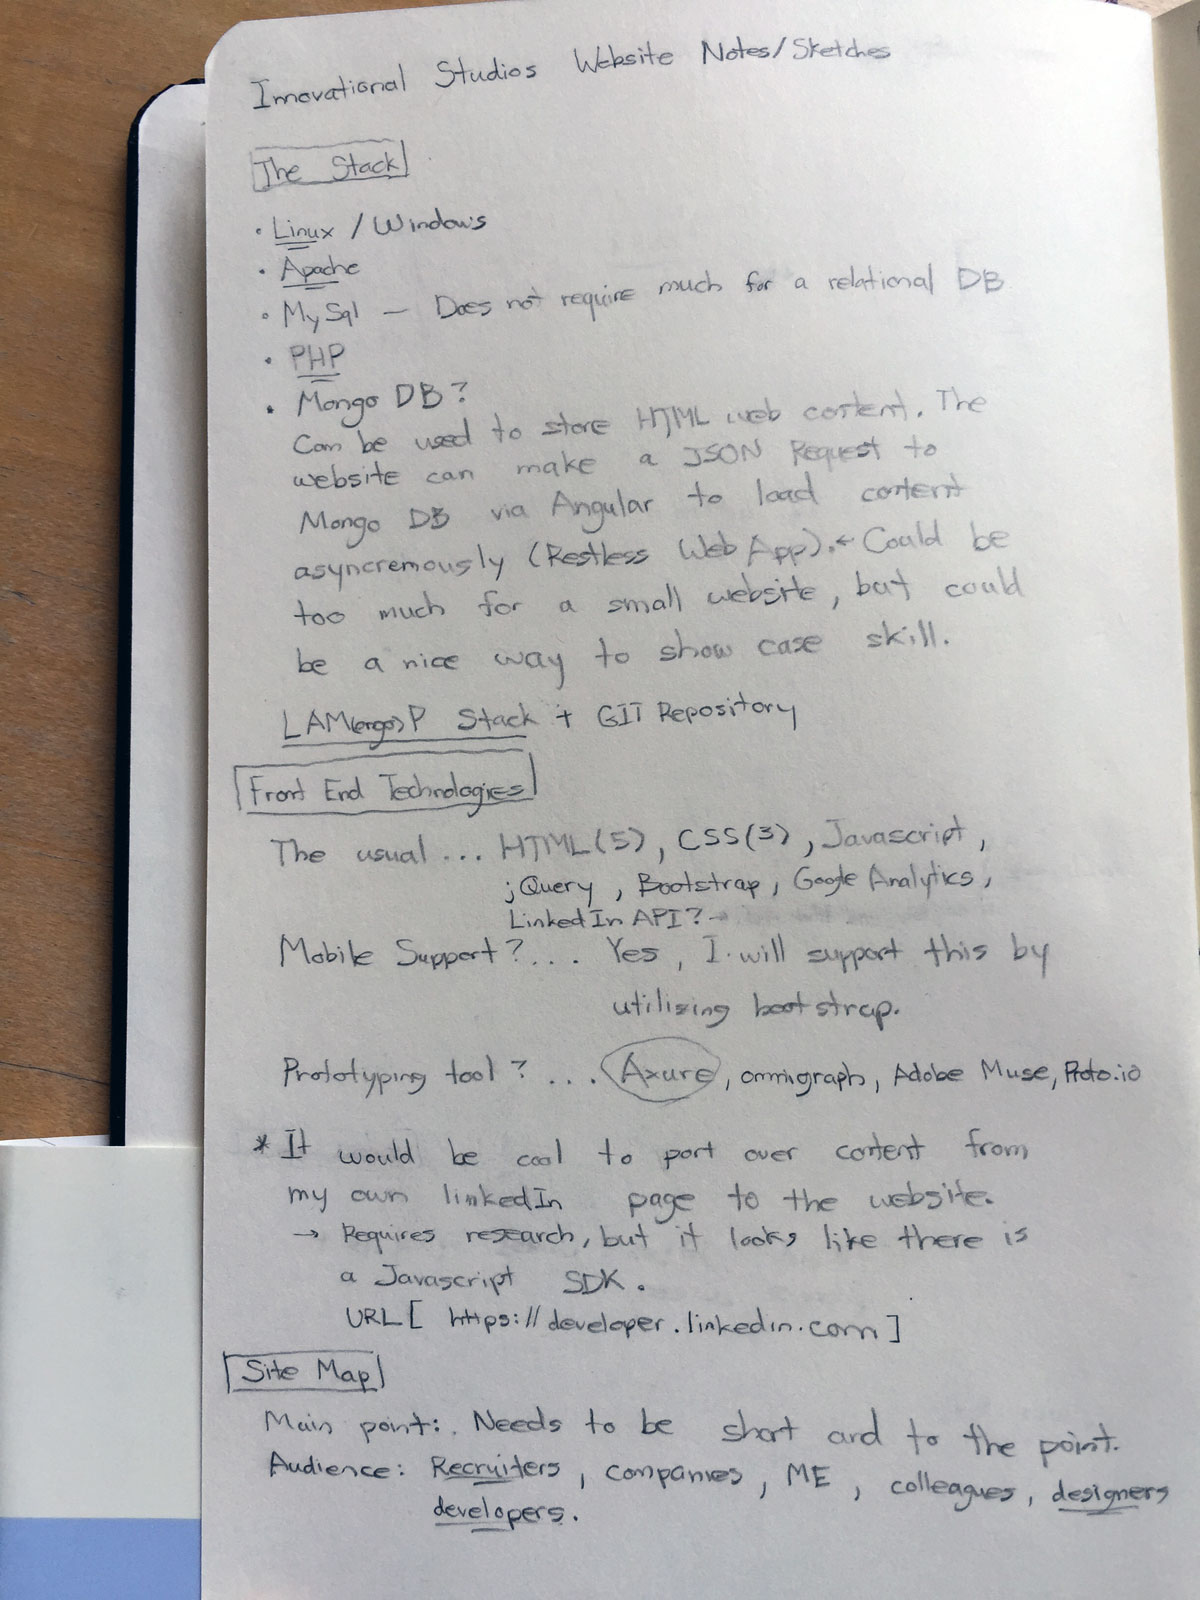 Innovational Studios Website Notes/Sketches
The Stack
• Linux / Windows
• Apache
• MySql — Does not require much for a relational DB
• PHP
• Mongo DB?
Can be used to store HTML web content. The
website can make a JSON Request to
Mongo DB via Angular to load content
asyncremously (Restless Web App). ← Could be
too much for a small website, but could
be a nice way to show case skill.
LAM(ongo)P Stack + GIT Repository
Front End Technologies
The usual ... HTML(5), CSS(3), Javascript,
jQuery, Bootstrap, Google Analytics,
LinkedIn API? →
Mobile Support? ... Yes, I will support this by
utilizing bootstrap.
Prototyping tool? ... Axure, omnigraph, Adobe Muse, Proto.io
* It would be cool to port over content from
my own linkedIn page to the website.
→ Requires research, but it looks like there is
a Javascript SDK.
URL [ https://developer.linkedin.com ]
Site Map
Main point: Needs to be short and to the point.
Audience: Recruiters, companies, ME, colleagues, designers
developers.